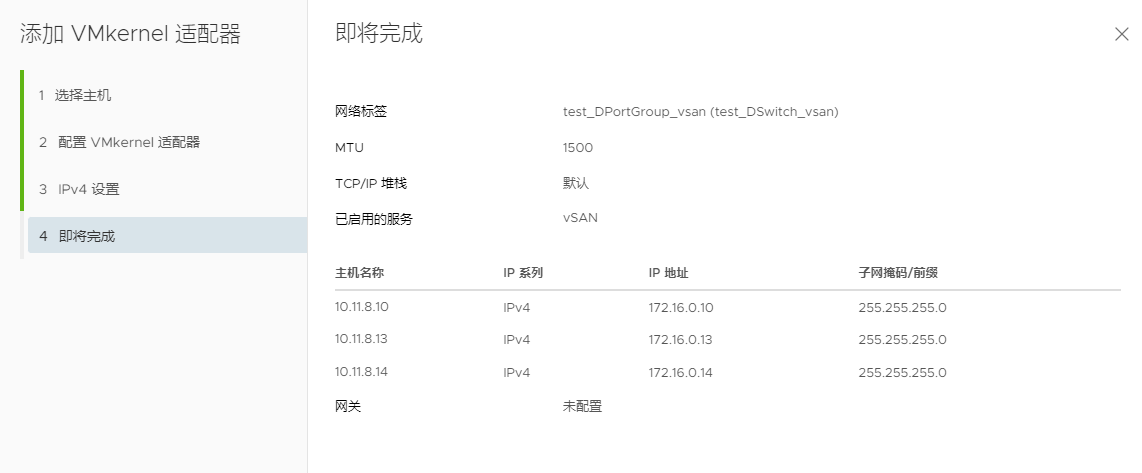 添加 VMkernel 适配器
1 选择主机
2 配置 VMkernel 适配器
3 IPv4 设置
4 即将完成
即将完成
网络标签 test_DPortGroup_vsan (test_DSwitch_vsan)
MTU 1500
TCP/IP 堆栈 默认
已启用的服务 vSAN
主机名称 IP 系列 IP 地址 子网掩码/前缀
10.11.8.10 IPv4 172.16.0.10 255.255.255.0
10.11.8.13 IPv4 172.16.0.13 255.255.255.0
10.11.8.14 IPv4 172.16.0.14 255.255.255.0
网关 未配置